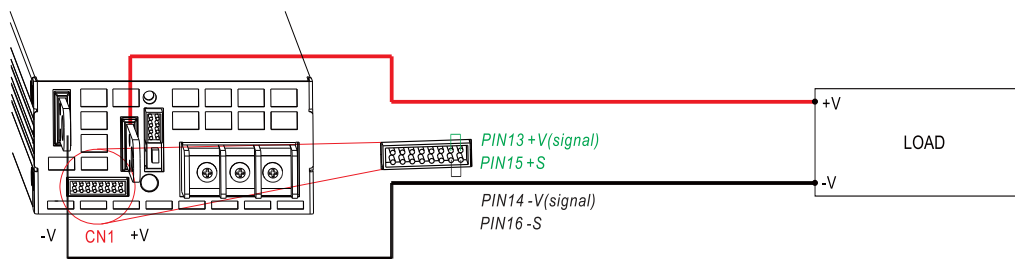 PIN13 +V(signal)
PIN15 +S
PIN14 -V(signal)
PIN16 -S
+V
LOAD
-V
-V
CN1
+V